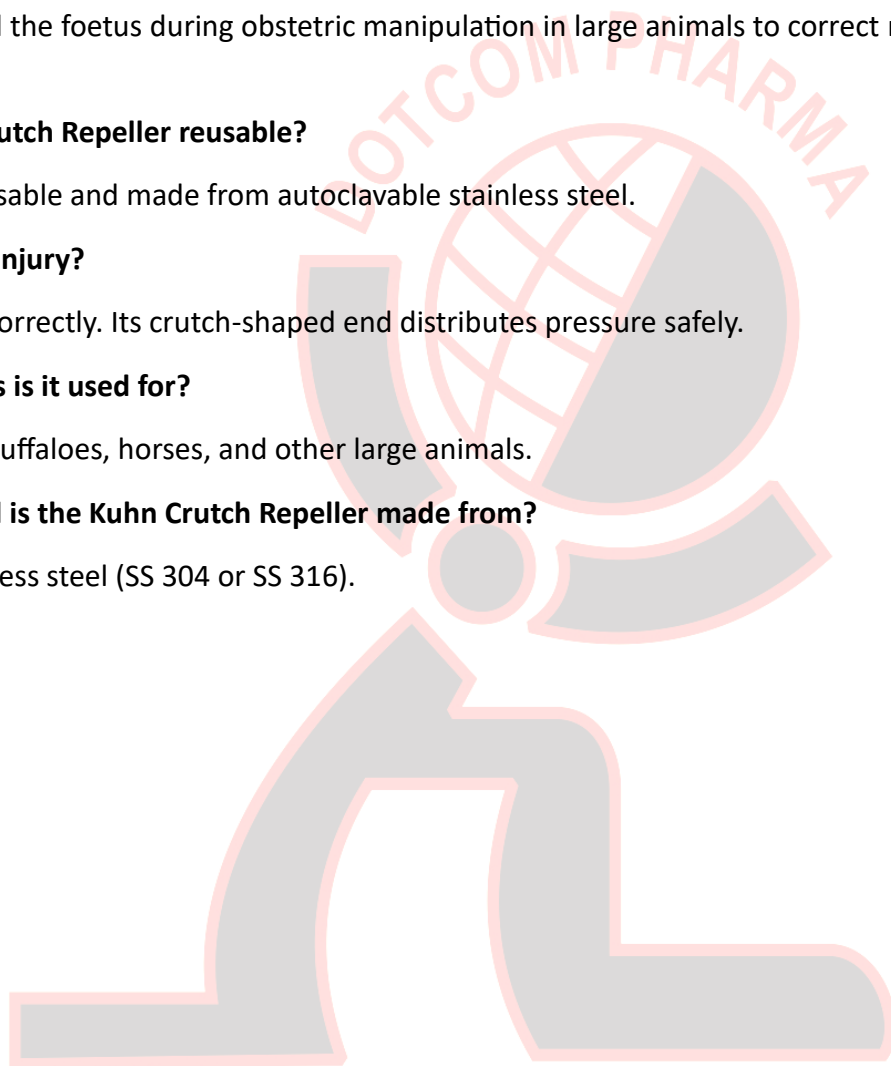 the foetus during obstetric manipulation in large animals to correct
DOTCOM PHARMA
utch Repeller reusable?
sable and made from autoclavable stainless steel.
njury?
orrectly. Its crutch-shaped end distributes pressure safely.
s is it used for?
uffaloes, horses, and other large animals.
is the Kuhn Crutch Repeller made from?
ess steel (SS 304 or SS 316).